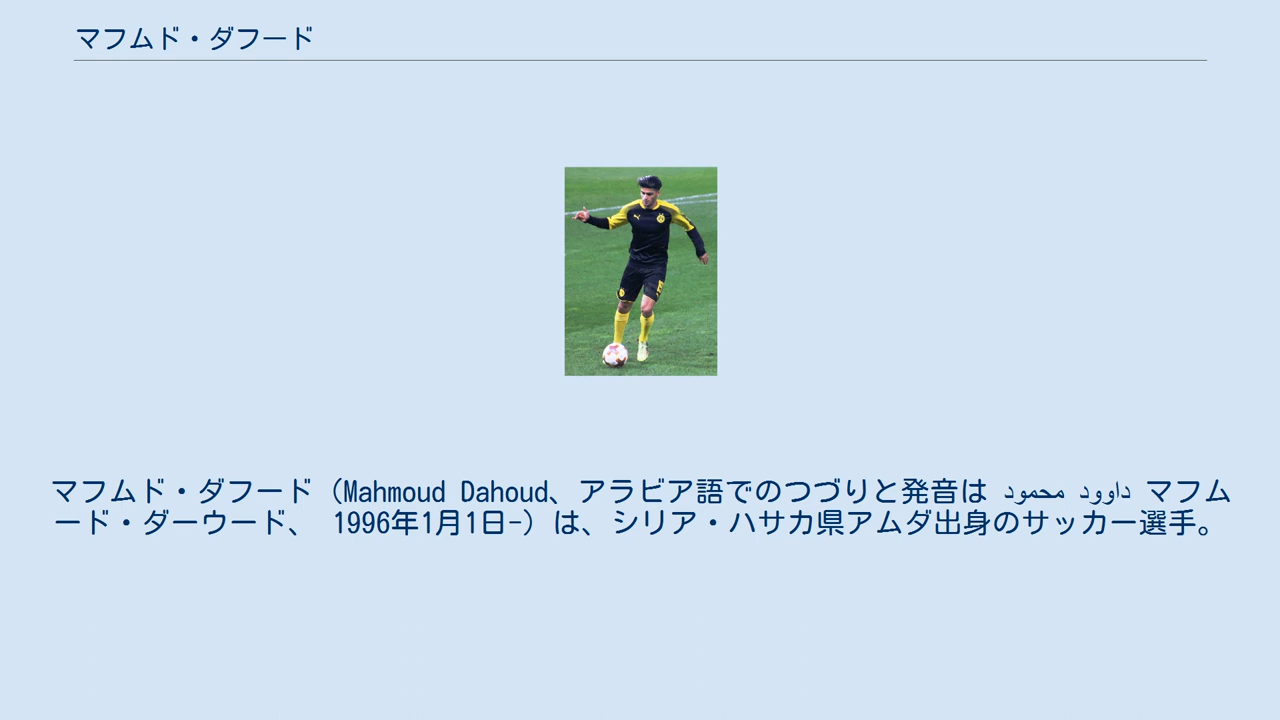 マフムド・ダフード
マフムド・ダフード（Mahmoud Dahoud、アラビア語でのつづりと発音は محمود داوود マフム
ード・ダーウード、 1996年1月1日-）は、シリア・ハサカ県アムダ出身のサッカー選手。